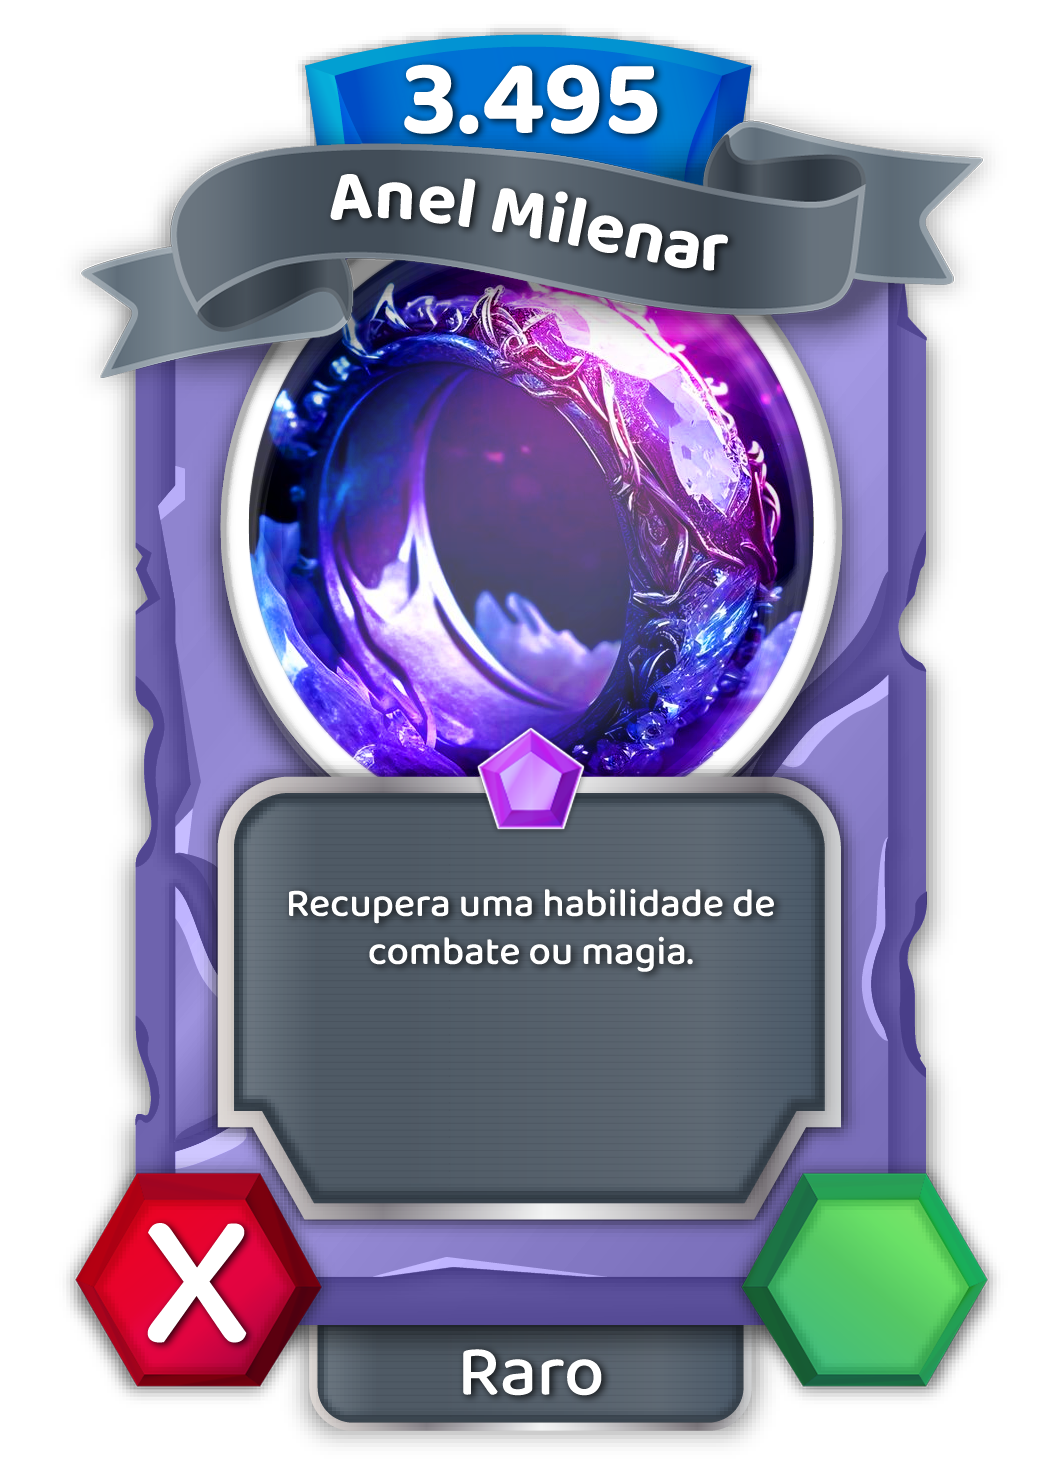 3.495
Anel Milenar
Recupera uma habilidade de
combate ou magia.
X
Raro